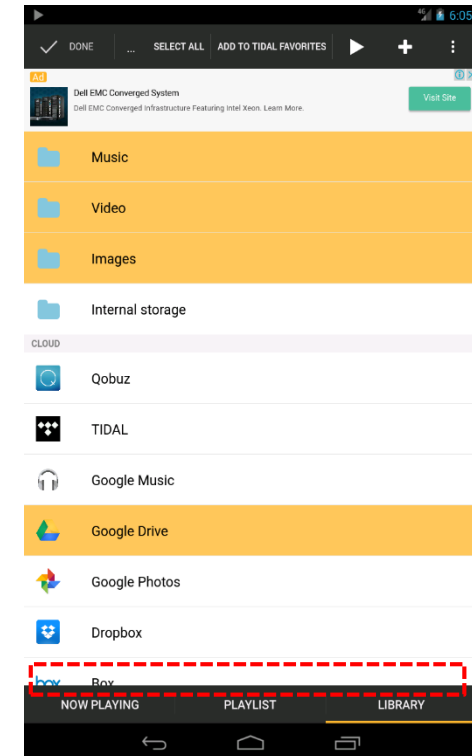 46
6:05
DONE
...
SELECT ALL
ADD TO TIDAL FAVORITES
Ad
Dell EMC Converged System
Dell EMC Converged Infrastructure Featuring Intel Xeon. Learn More.
Visit Site
Music
Video
Images
Internal storage
CLOUD
Qobuz
TIDAL
Google Music
Google Drive
Google Photos
Dropbox
box
Box
NOW PLAYING
PLAYLIST
LIBRARY